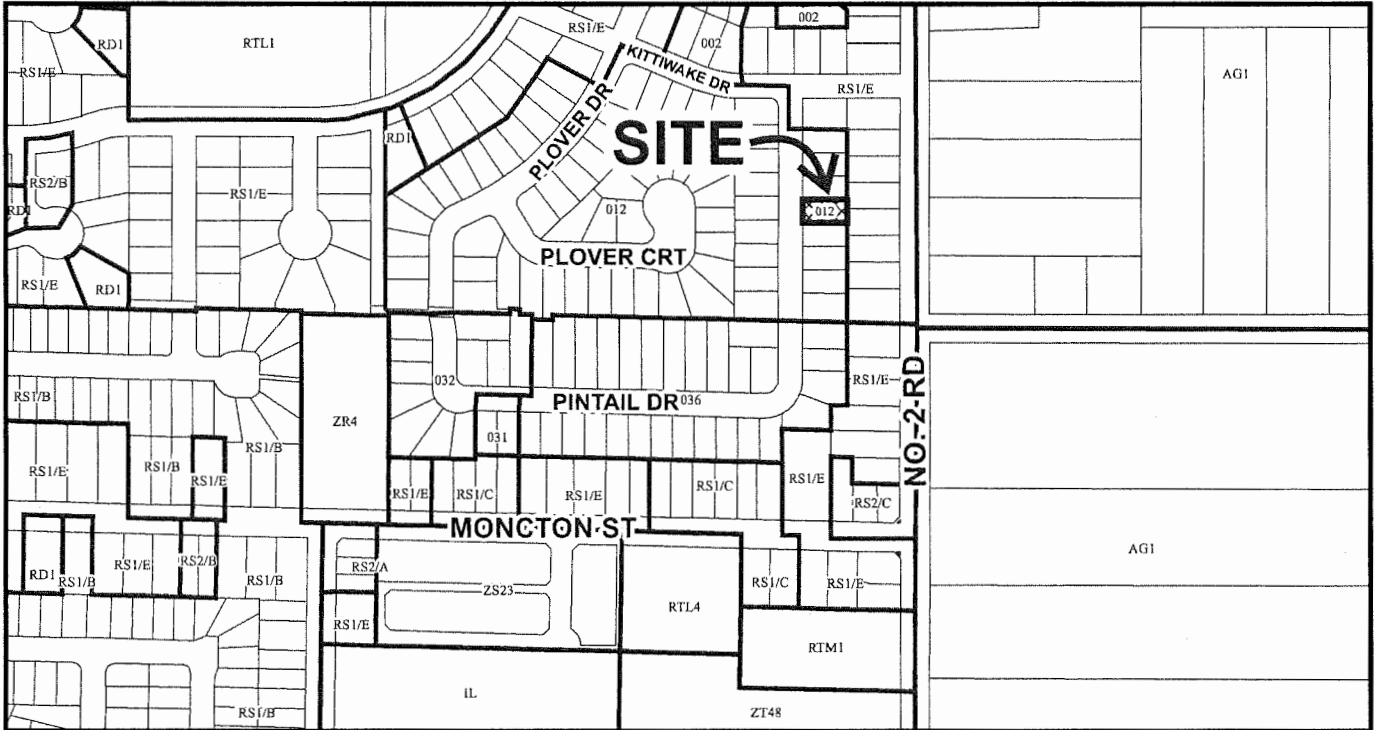 002
RS1/E
RD1
RTL1
002
KITTIWAKE DR
AG1
RS1/E
RS1/E
PLOVER DR
SITE
RD1
RS2/B
RS1/E
012
012
RD1
PLOVER CRT
RS1/E
RD1
NO. 2 RD
RS1/E
032
RS1/B
PINTAIL DR
036
ZR4
031
RS1/B
RS1/E
RS1/B
RS1/E
RS1/E
RS1/C
RS1/E
RS1/C
RS1/E
RS2/C
MONCTON ST
AG1
RD1
RS1/B
RS1/E
RS2/B
RS1/B
RS2/A
ZS23
RS1/C
RS1/E
RTL4
RS1/E
RTM1
IL
RS1/B
ZT48